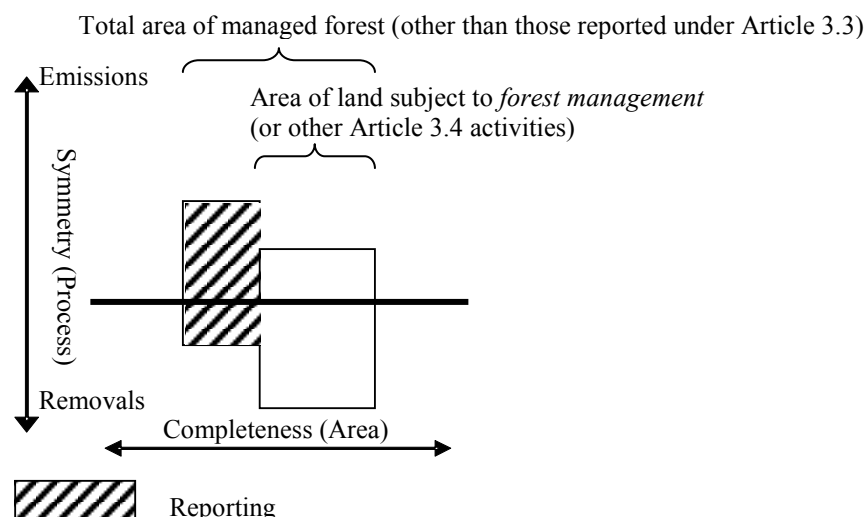 Total area of managed forest (other than those reported under Article 3.3)
Emissions
Area of land subject to forest management
(or other Article 3.4 activities)
Symmetry (Process)
Removals
Completeness (Area)
Reporting